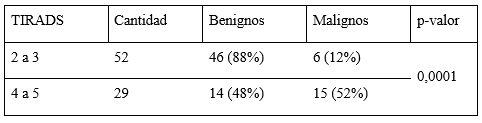 TIRADS Cantidad Benignos Malignos p-valor
2 a 3 52 46 (88%) 6 (12%)
0,0001
4 a 5 29 14 (48%) 15 (52%)